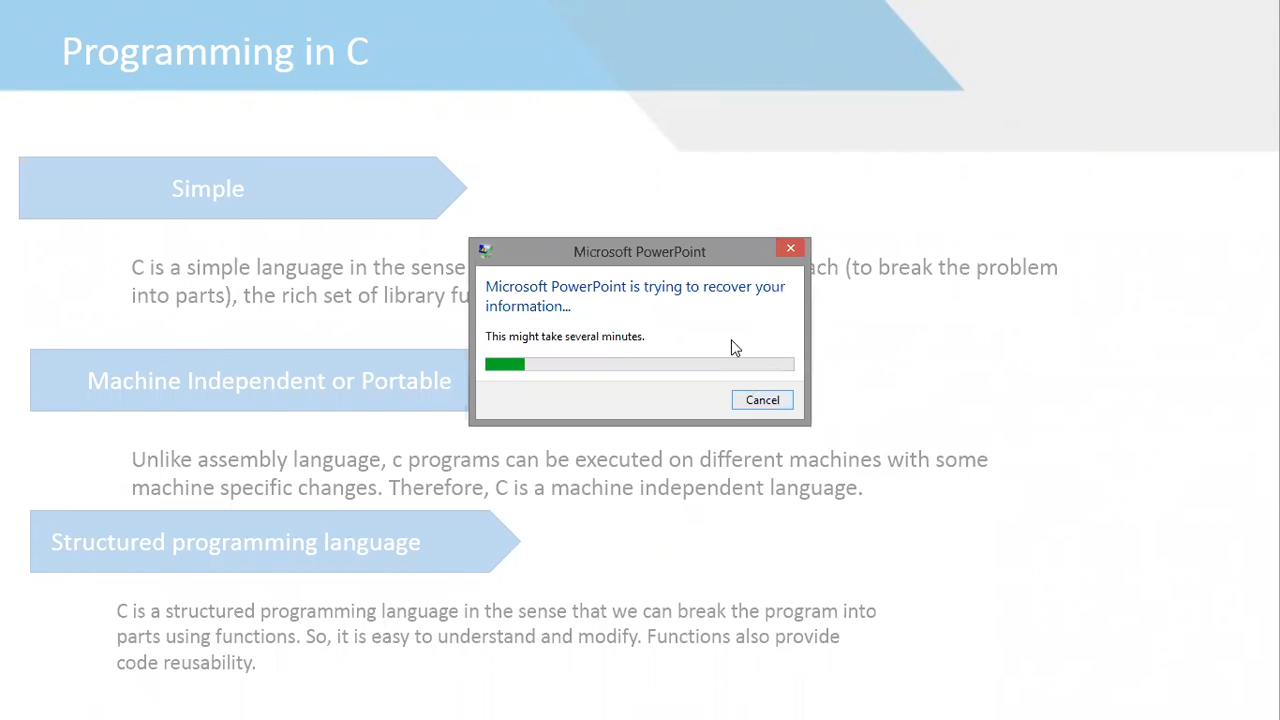 Programming in C
Simple
C is a simple language in the sense ach (to break the problem
into parts), the rich set of library
Microsoft PowerPoint
Microsoft PowerPoint is trying to recover your
information...
This might take several minutes.
Cancel
Machine Independent or Portable
Unlike assembly language, c programs can be executed on different machines with some
machine specific changes. Therefore, C is a machine independent language.
Structured programming language
C is a structured programming language in the sense that we can break the program into
parts using functions. So, it is easy to understand and modify. Functions also provide
code reusability.